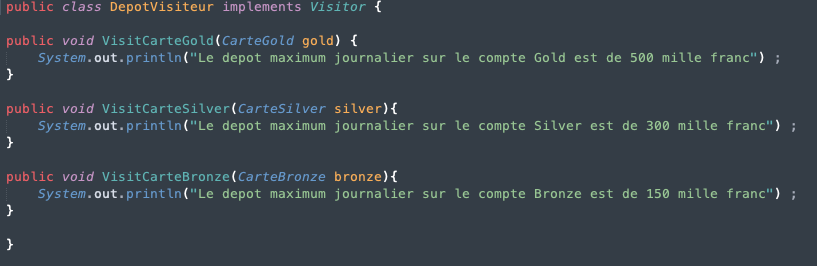 public class DepotVisiteur implements Visitor {
public void VisitCarteGold(CarteGold gold) {
System.out.println("Le depot maximum journalier sur le compte Gold est de 500 mille franc") ;
}
public void VisitCarteSilver(CarteSilver silver){
System.out.println("Le depot maximum journalier sur le compte Silver est de 300 mille franc") ;
}
public void VisitCarteBronze(CarteBronze bronze){
System.out.println("Le depot maximum journalier sur le compte Bronze est de 150 mille franc") ;
}
}